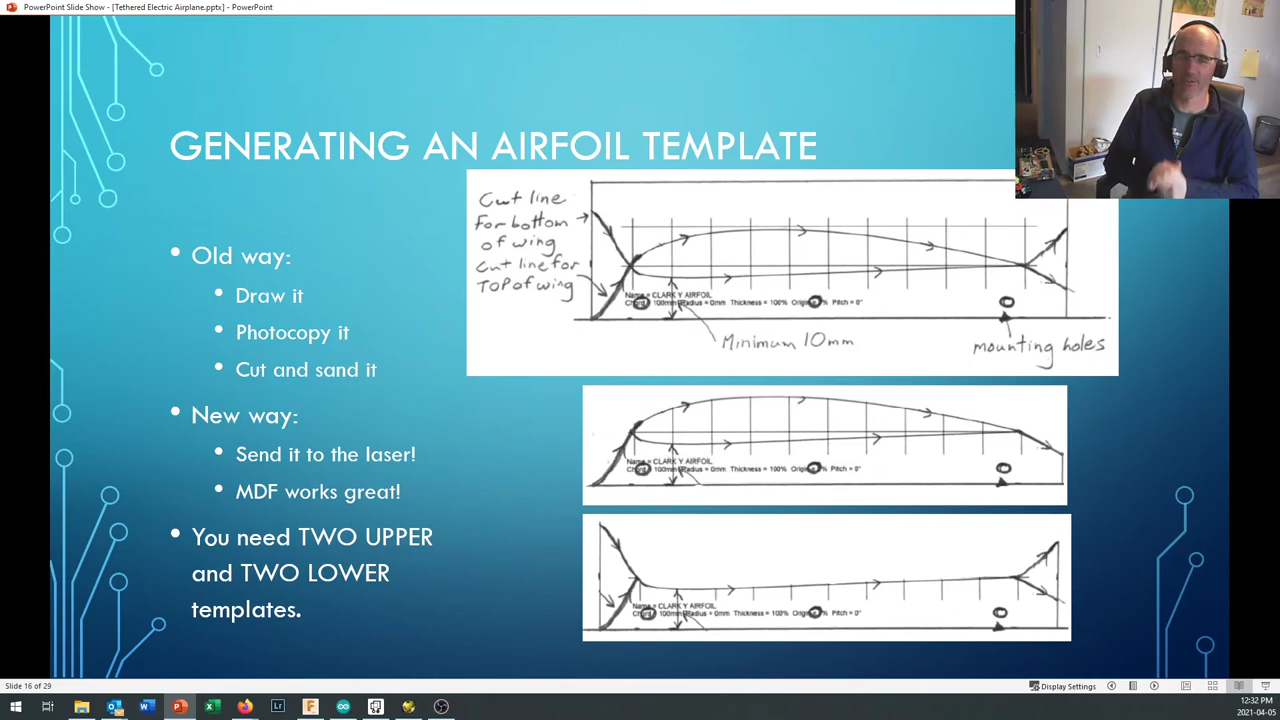 PowerPoint Slide Show - [Tethered Electric Airplane.pptx] - PowerPoint
GENERATING AN AIRFOIL TEMPLATE
• Old way:
• Draw it
• Photocopy it
• Cut and sand it
• New way:
• Send it to the laser!
• MDF works great!
• You need TWO UPPER
and TWO LOWER
templates.
Cut line
for bottom
of wing
Cut line for
TOP of wing
Name = CLARK Y AIRFOIL
Chord = 100mm Radius = 0mm Thickness = 100% Origin = 0% Pitch = 0°
Minimum 10mm
mounting holes
Name = CLARK Y AIRFOIL
Chord = 100mm Radius = 0mm Thickness = 100% Origin = 0% Pitch = 0°
Name = CLARK Y AIRFOIL
Chord = 100mm Radius = 0mm Thickness = 100% Origin = 0% Pitch = 0°
Slide 16 of 29
Display Settings
12:32 PM
2021-04-05